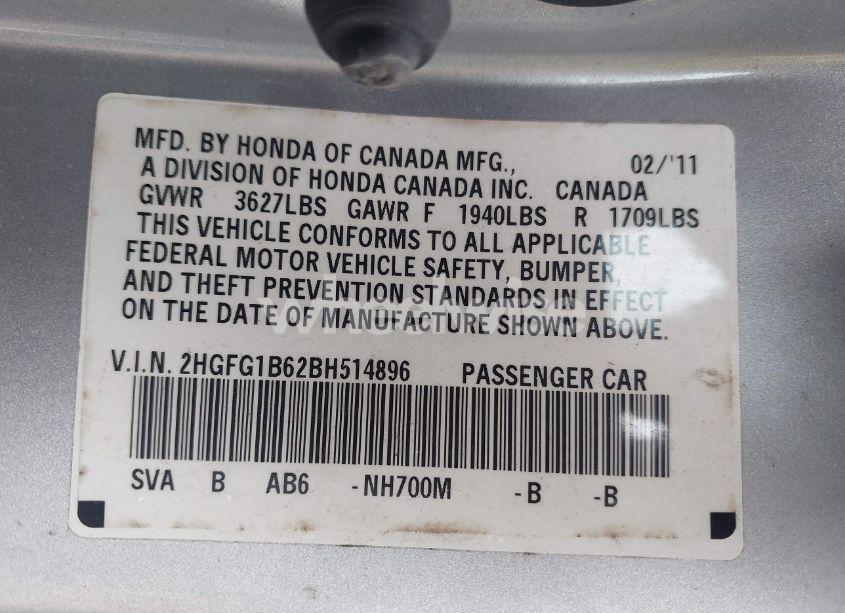 MFD. BY HONDA OF CANADA MFG., 02/'11
A DIVISION OF HONDA CANADA INC. CANADA
GVWR 3627LBS GAWR F 1940LBS R 1709LBS
THIS VEHICLE CONFORMS TO ALL APPLICABLE
FEDERAL MOTOR VEHICLE SAFETY, BUMPER,
AND THEFT PREVENTION STANDARDS IN EFFECT
ON THE DATE OF MANUFACTURE SHOWN ABOVE.
V.I.N. 2HGFG1B62BH514896 PASSENGER CAR
SVA B AB6 -NH700M -B -B